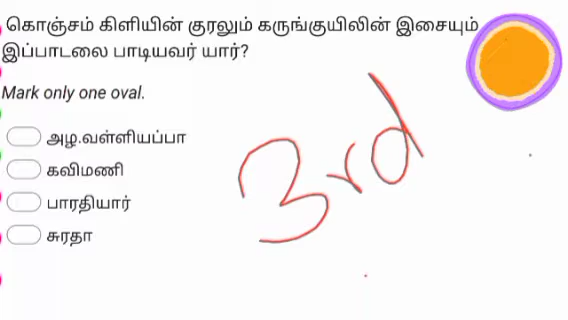 கொஞ்சம் கிளியின் குரலும் கருங்குயிலின் இசையும்
இப்பாடலை பாடியவர் யார்?
Mark only one oval.
அழ.வள்ளியப்பா
கவிமணி
பாரதியார்
சுரதா
3rd